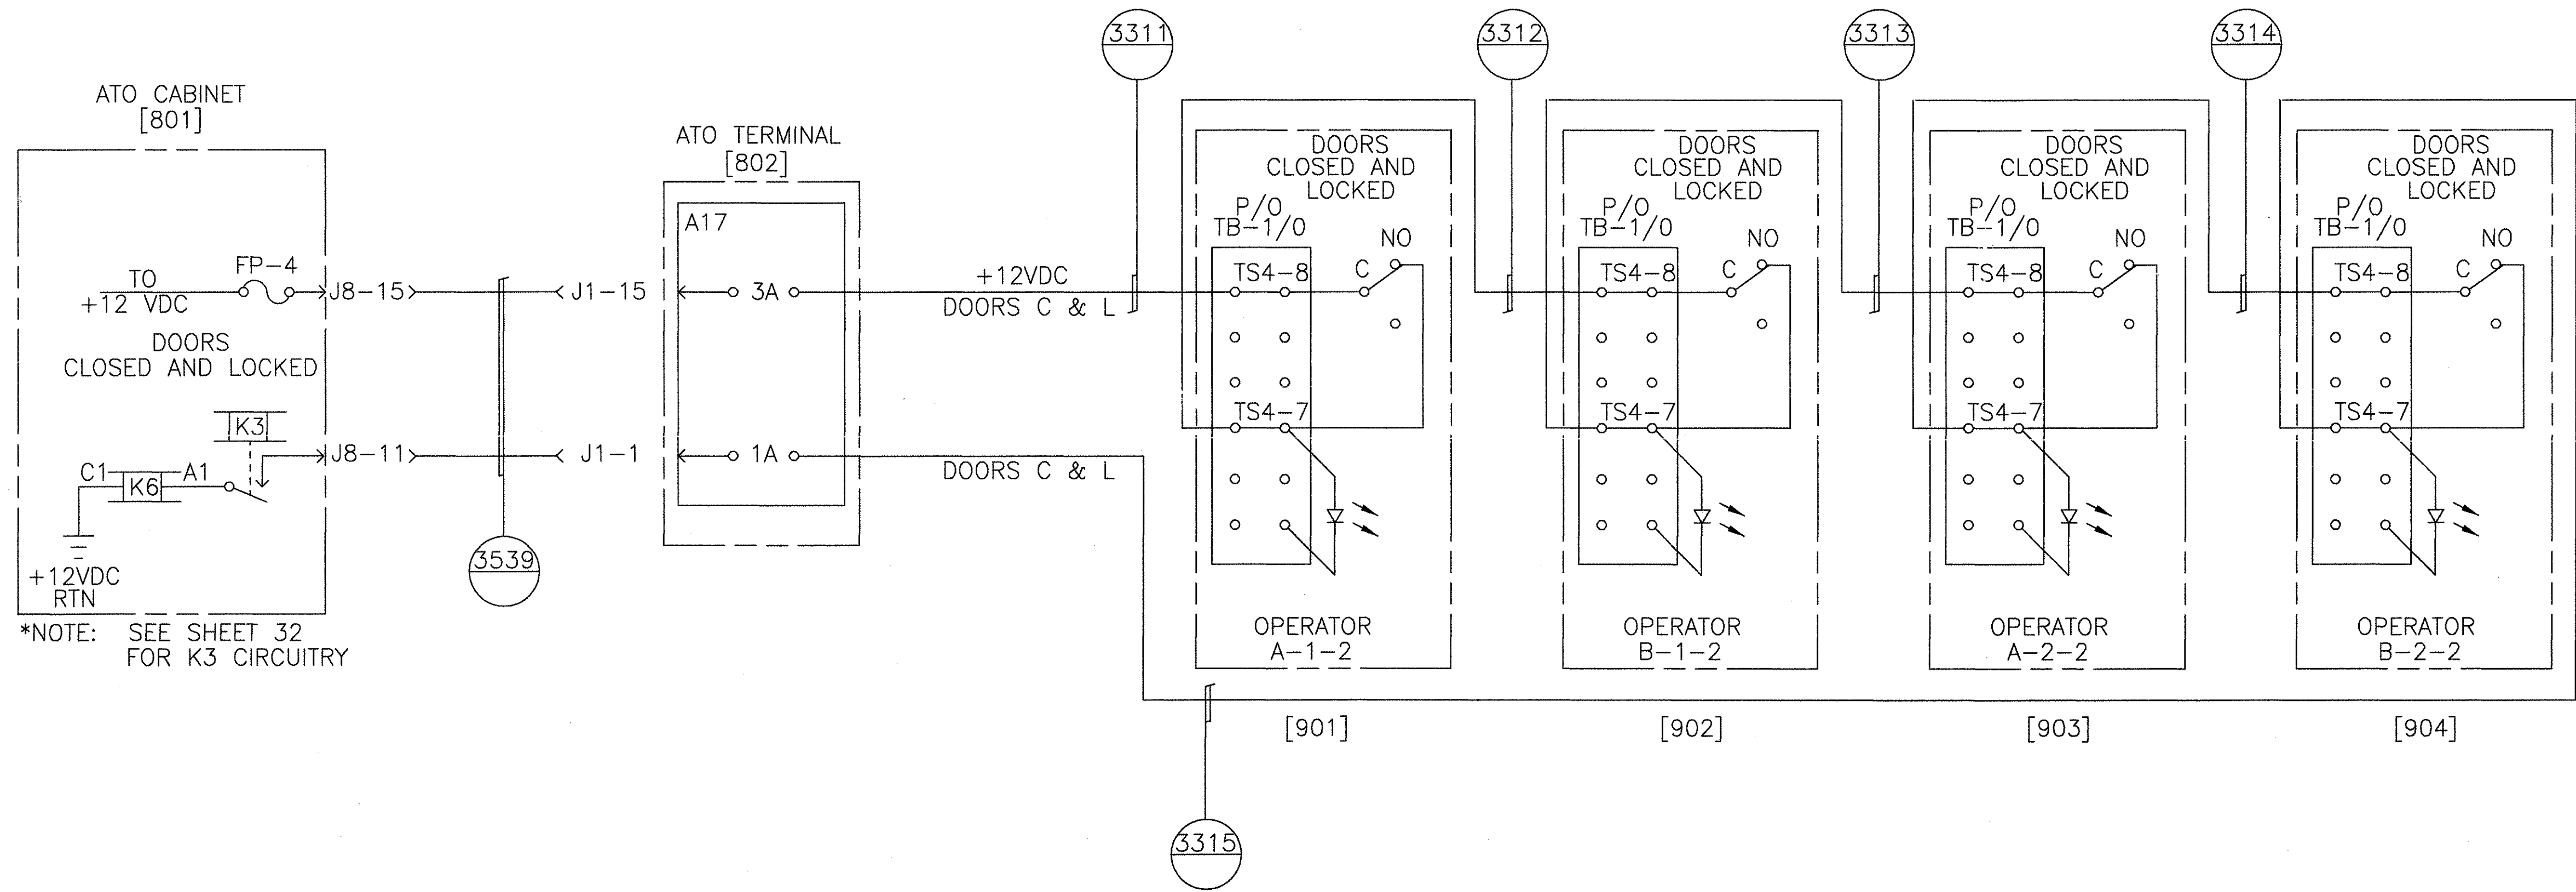 3311
3312
3313
3314
ATO CABINET
[801]
ATO TERMINAL
[802]
A17
TO
+12 VDC
FP-4
J8-15
J1-15
3A
+12VDC
DOORS C & L
DOORS
CLOSED AND LOCKED
K3
J8-11
J1-1
1A
DOORS C & L
C1
K6
A1
+12VDC
RTN
3539
*NOTE: SEE SHEET 32
FOR K3 CIRCUITRY
DOORS
CLOSED AND
LOCKED
P/O
TB-1/0
NO
C
TS4-8
TS4-7
OPERATOR
A-1-2
[901]
DOORS
CLOSED AND
LOCKED
P/O
TB-1/0
NO
C
TS4-8
TS4-7
OPERATOR
B-1-2
[902]
DOORS
CLOSED AND
LOCKED
P/O
TB-1/0
NO
C
TS4-8
TS4-7
OPERATOR
A-2-2
[903]
DOORS
CLOSED AND
LOCKED
P/O
TB-1/0
NO
C
TS4-8
TS4-7
OPERATOR
B-2-2
[904]
3315